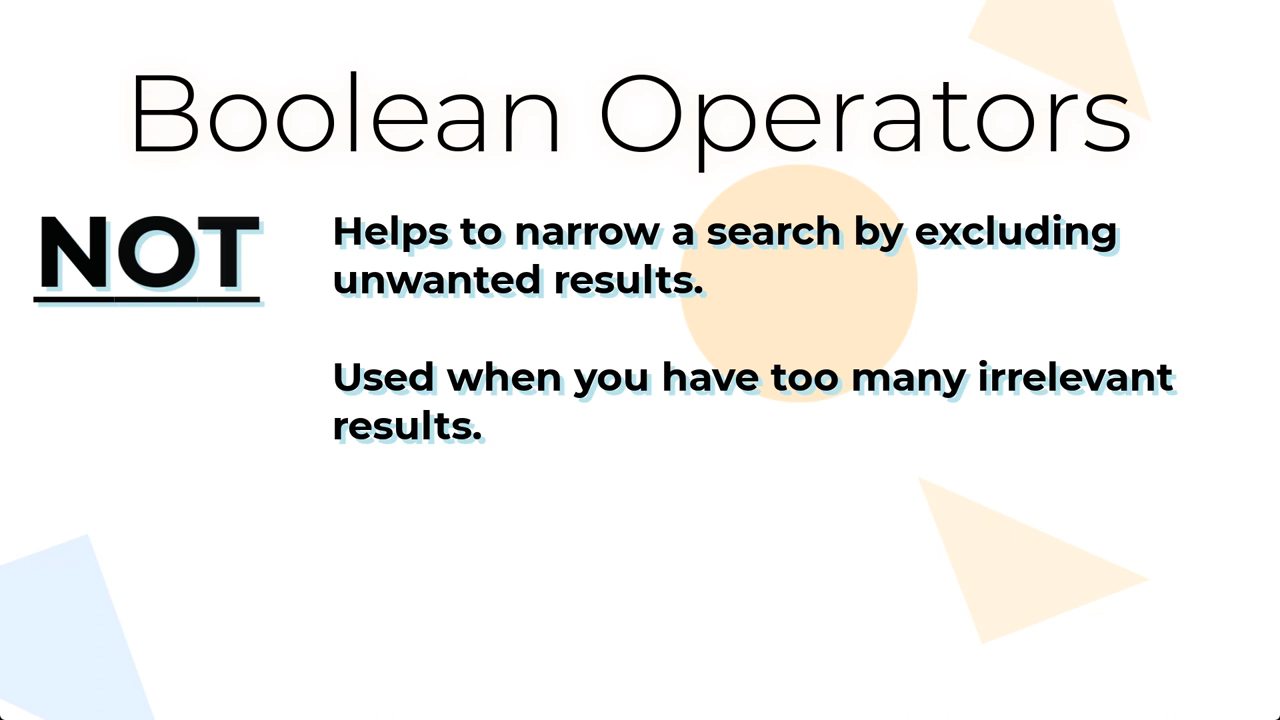 Boolean Operators
NOT
Helps to narrow a search by excluding
unwanted results.
Used when you have too many irrelevant
results.